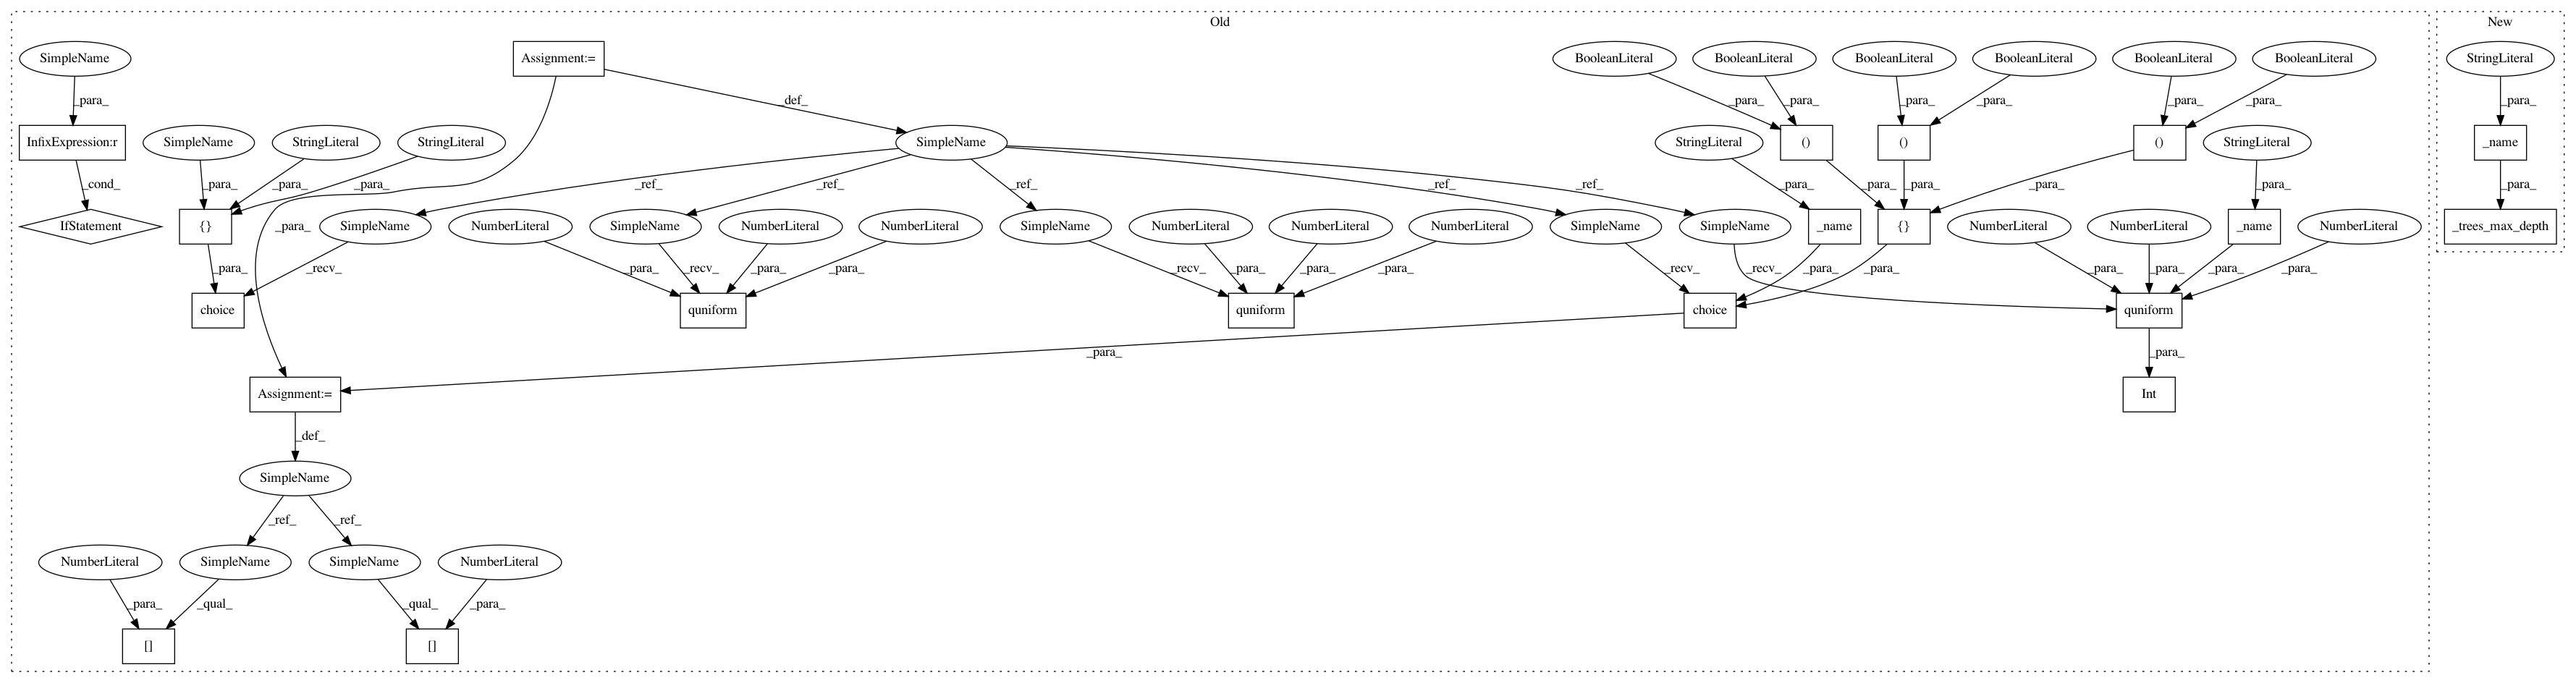 Old
New
SimpleName
Assignment:=
BooleanLiteral
BooleanLiteral
BooleanLiteral
BooleanLiteral
BooleanLiteral
BooleanLiteral
StringLiteral
_para_
_def_
_para_
_para_
_para_
_para_
_para_
_para_
_para_
InfixExpression:r
SimpleName
StringLiteral
StringLiteral
SimpleName
StringLiteral
()
()
()
StringLiteral
_name
_cond_
_para_
_para_
_para_
_ref_
_ref_
_ref_
_ref_
_ref_
_para_
_para_
_para_
_para_
_para_
_para_
IfStatement
{}
_para_
SimpleName
NumberLiteral
SimpleName
NumberLiteral
NumberLiteral
SimpleName
NumberLiteral
NumberLiteral
NumberLiteral
SimpleName
SimpleName
_name
{}
NumberLiteral
NumberLiteral
_name
NumberLiteral
_trees_max_depth
_para_
_recv_
_para_
_recv_
_para_
_para_
_recv_
_para_
_para_
_para_
_recv_
_recv_
_para_
_para_
_para_
_para_
_para_
_para_
choice
quniform
quniform
choice
quniform
_para_
_para_
Assignment:=
Int
_def_
SimpleName
_ref_
_ref_
NumberLiteral
SimpleName
SimpleName
NumberLiteral
_para_
_qual_
_qual_
_para_
[]
[]